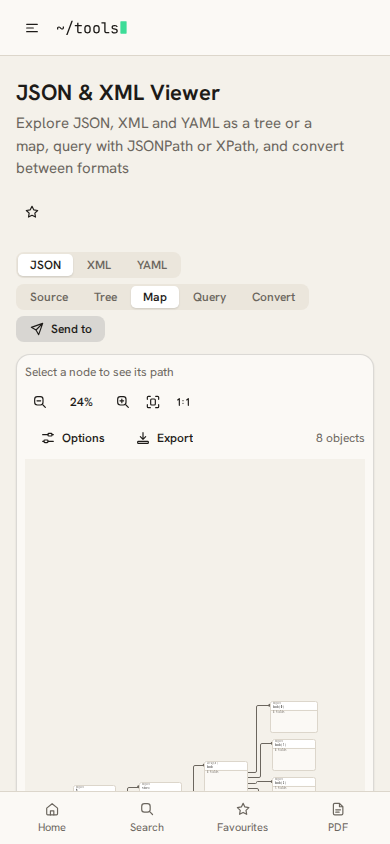 ~/tools
JSON & XML Viewer
Explore JSON, XML and YAML as a tree or a
map, query with JSONPath or XPath, and convert
between formats
JSON XML YAML
Source Tree Map Query Convert
Send to
Select a node to see its path
24% 1:1
Options Export 8 objects
Home Search Favourites PDF